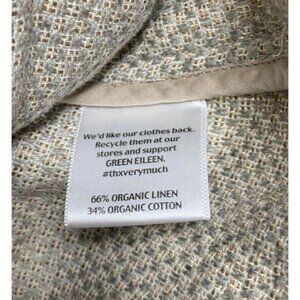 We'd like our clothes back.
Recycle them at our
stores and support
GREEN EILEEN.
#thxverymuch
66% ORGANIC LINEN
34% ORGANIC COTTON